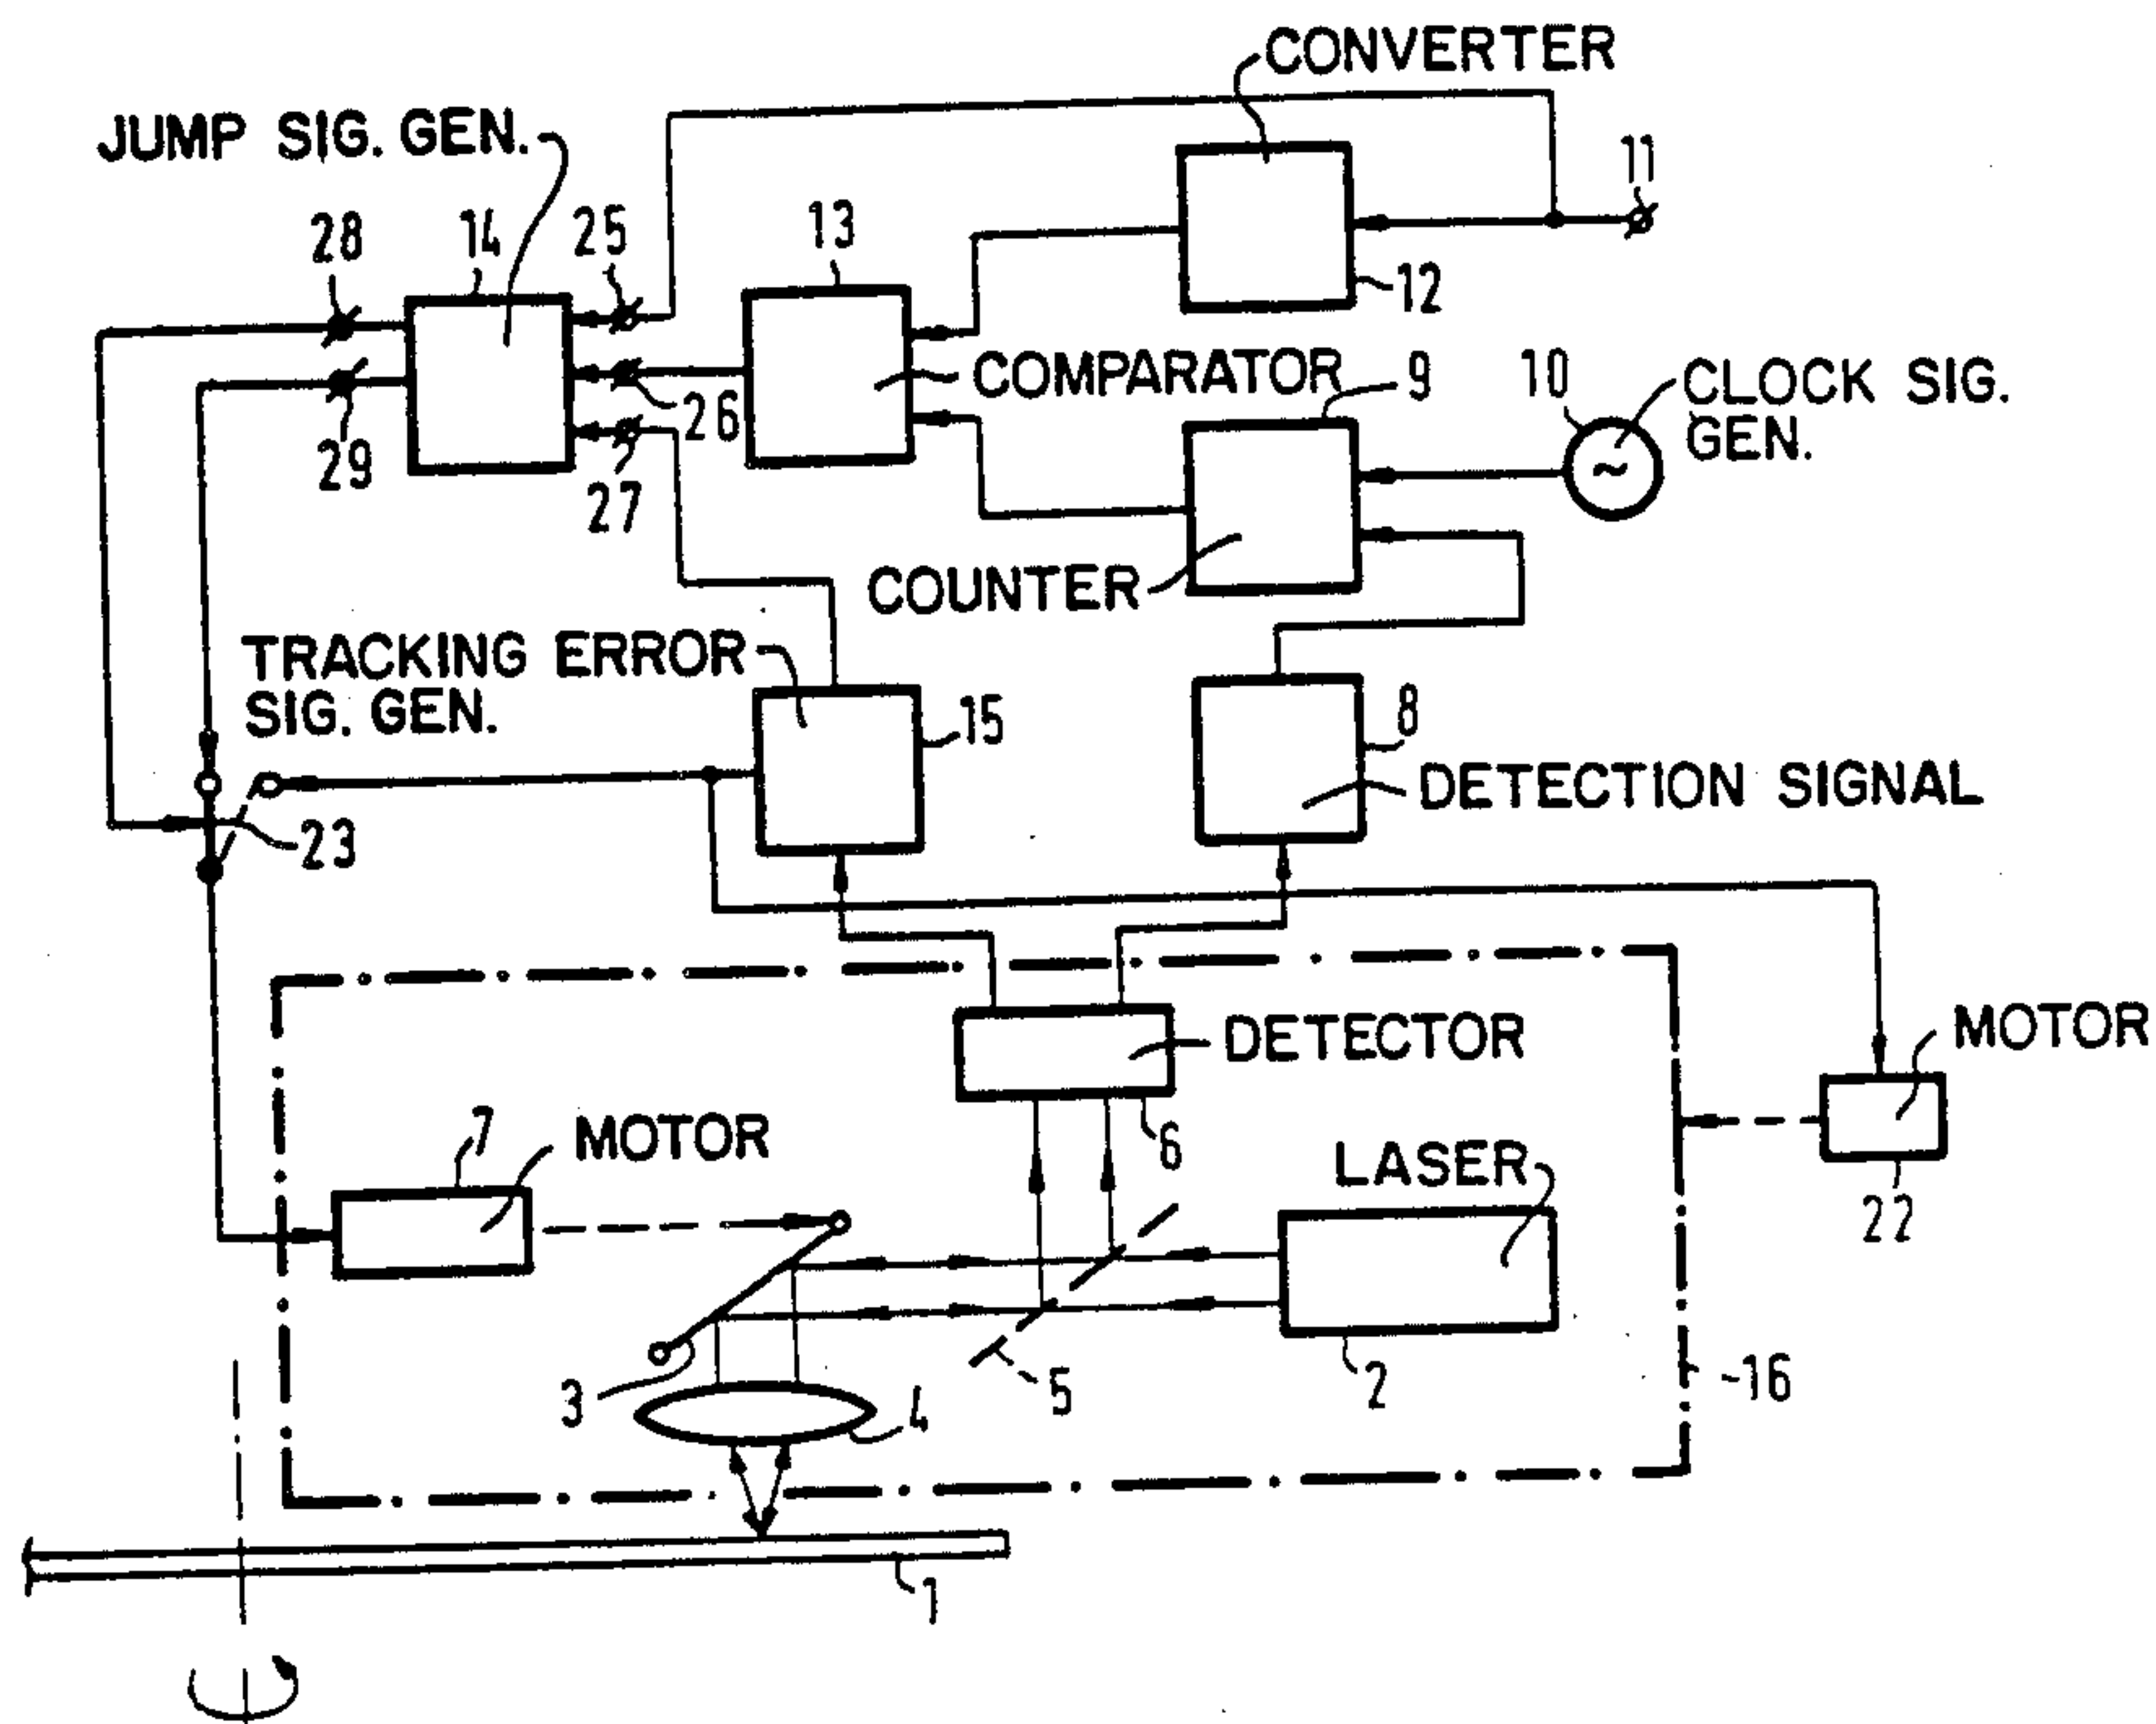 CONVERTER
JUMP SIG. GEN.
11
28
14
25
13
12
COMPARATOR
9
10
CLOCK SIG.
GEN.
26
29
27
COUNTER
TRACKING ERROR
SIG. GEN.
15
8
DETECTION SIGNAL
23
DETECTOR
MOTOR
7
MOTOR
6
LASER
22
3
4
5
2
16
1